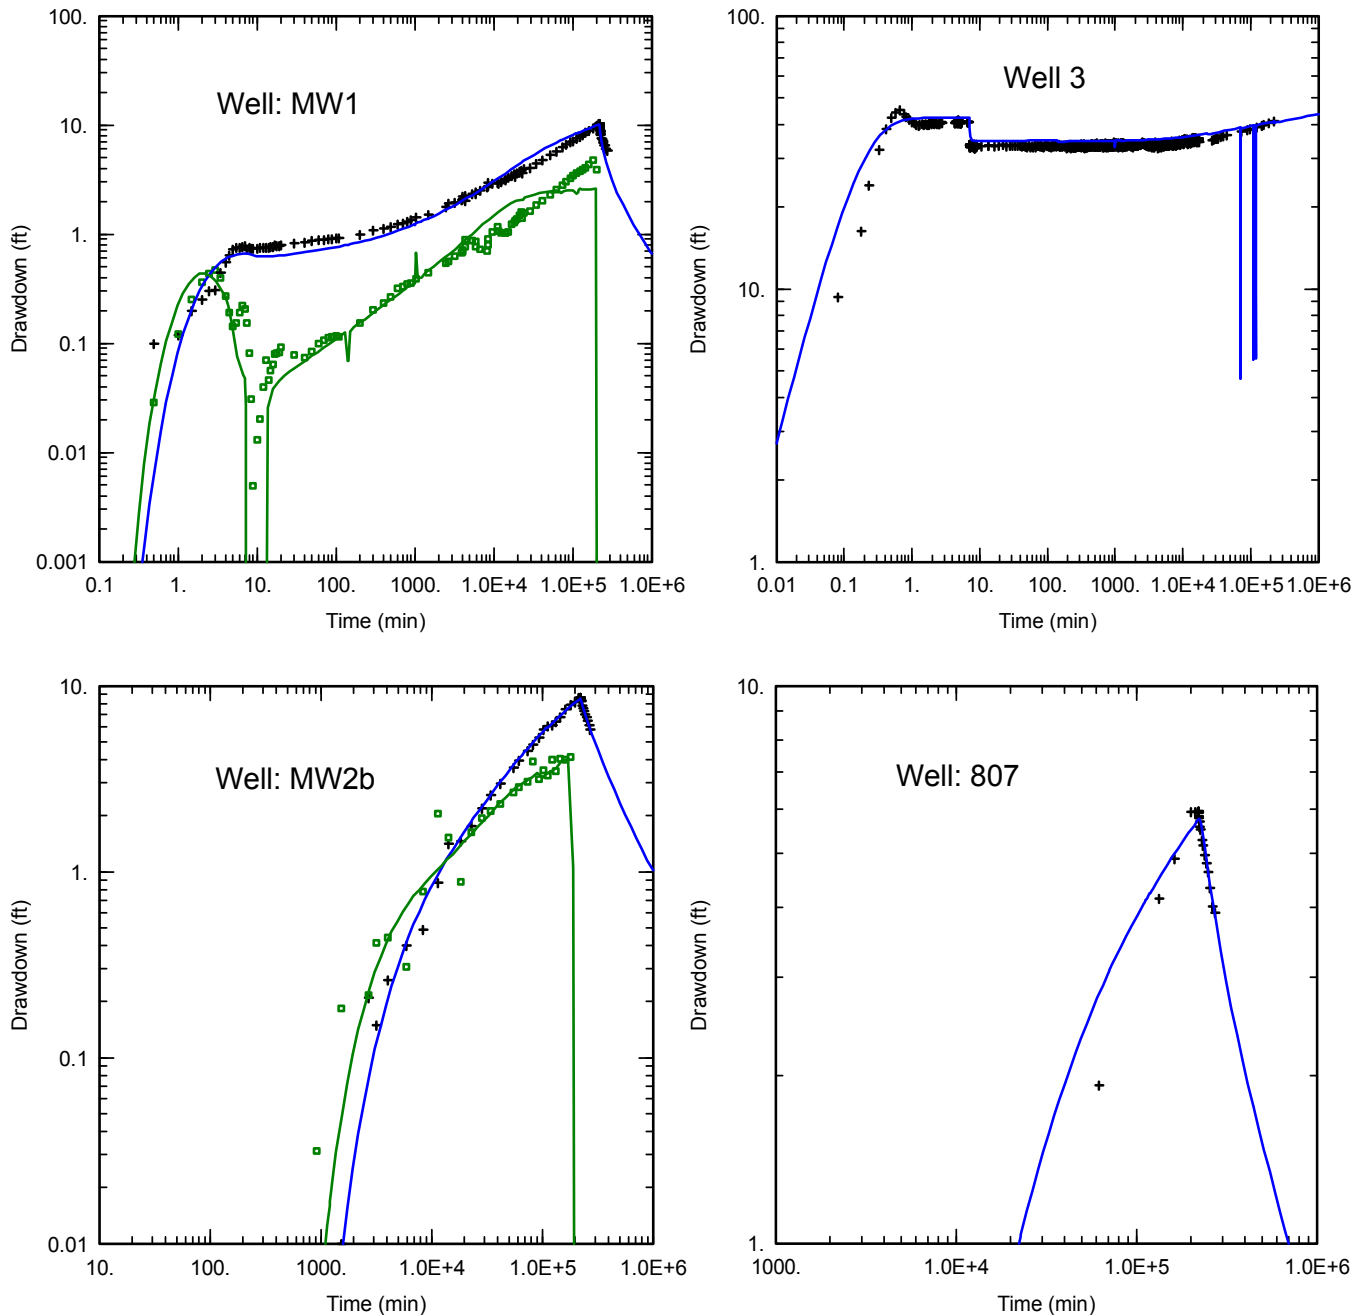 100.
10.
1.
0.1
0.01
0.001
Drawdown (ft)
Well: MW1
0.1 1. 10. 100. 1000. 1.0E+4 1.0E+5 1.0E+6
Time (min)
100.
10.
1.
Drawdown (ft)
Well 3
0.01 0.1 1. 10. 100. 1000. 1.0E+4 1.0E+5 1.0E+6
Time (min)
10.
1.
0.1
0.01
Drawdown (ft)
Well: MW2b
10. 100. 1000. 1.0E+4 1.0E+5 1.0E+6
Time (min)
10.
1.
Drawdown (ft)
Well: 807
1000. 1.0E+4 1.0E+5 1.0E+6
Time (min)